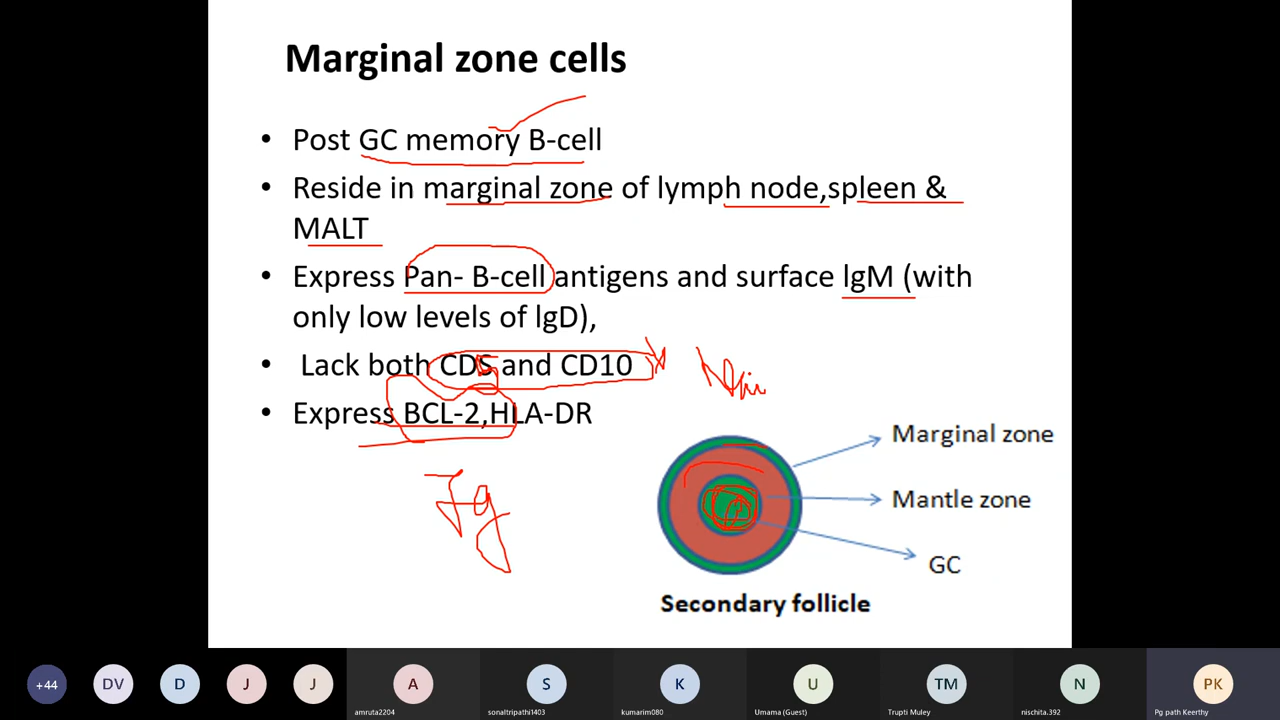 Marginal zone cells
• Post GC memory B-cell
• Reside in marginal zone of lymph node,spleen &
MALT
• Express Pan- B-cell antigens and surface lgM (with
only low levels of lgD),
• Lack both CD5 and CD10
• Express BCL-2,HLA-DR
Marginal zone
Mantle zone
GC
Secondary follicle
+44
DV
D
J
J
A
S
K
U
TM
N
PK
amruta2204
sonaltripathi1403
kumarim080
Umama (Guest)
Trupti Muley
nischita.392
Pg path Keerthy